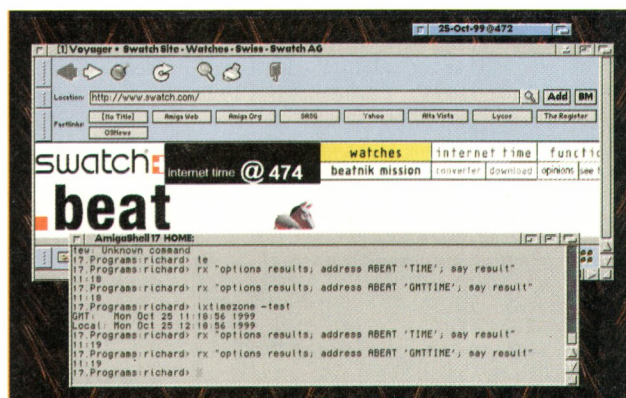 25-Oct-99 @472
[1] Voyager • Swatch Site - Watches - Swiss - Swatch AG
Location: http://www.swatch.com/ Add BM
Fastlinks: [No Title] Amiga Web Amiga Org SASG Yahoo Alta Vista Lycos The Register
OSNews
swatch internet time @ 474 watches internet time functio
beatnik mission converter download opinions see t
.beat
AmigaShell 17 HOME:
tew: Unknown command
17.Programs:richard> te
17.Programs:richard> rx "options results; address ABEAT 'TIME'; say result"
11:18
17.Programs:richard> rx "options results; address ABEAT 'GMTTIME'; say result"
11:18
17.Programs:richard> ixtimezone -test
GMT: Mon Oct 25 11:18:56 1999
Local: Mon Oct 25 12:18:56 1999
17.Programs:richard> rx "options results; address ABEAT 'TIME'; say result"
11:19
17.Programs:richard> rx "options results; address ABEAT 'GMTTIME'; say result"
11:19
17.Programs:richard>